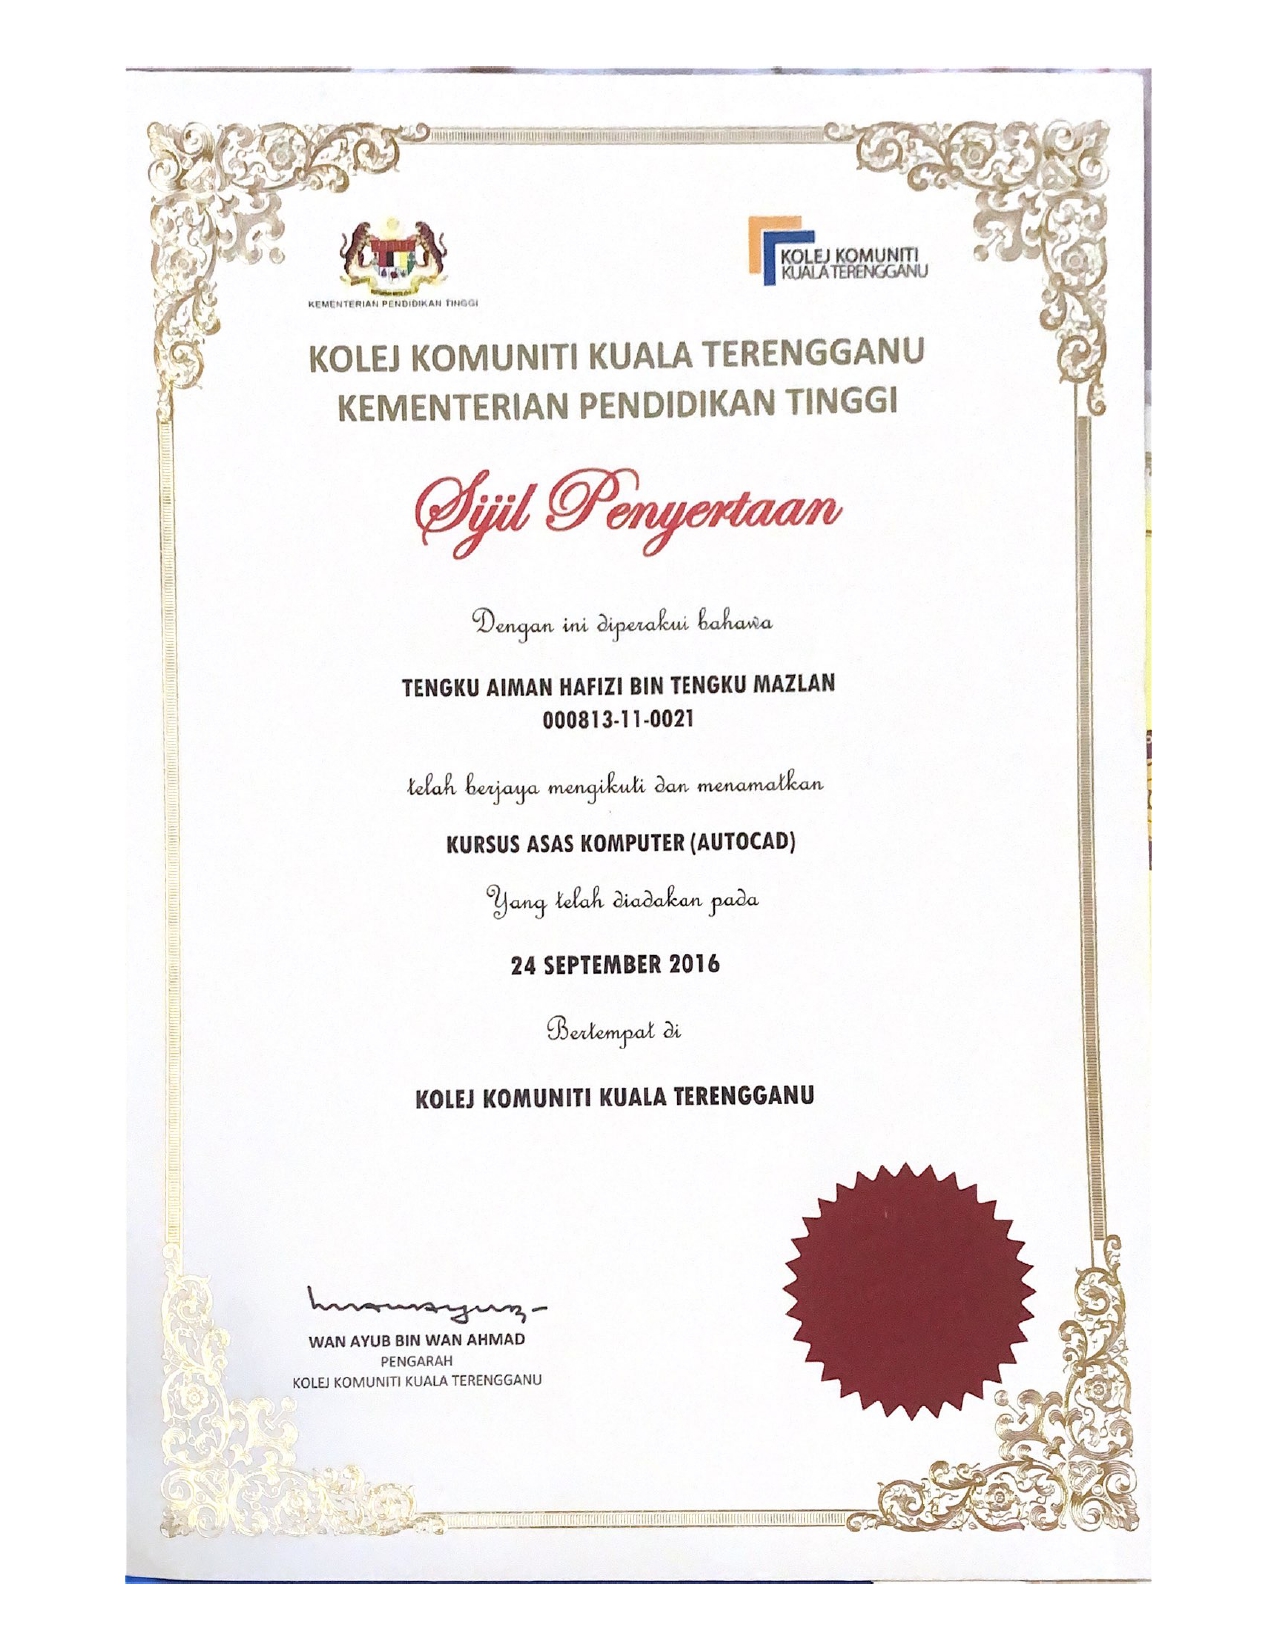 KEMENTERIAN PENDIDIKAN TINGGI
KOLEJ KOMUNITI
KUALA TERENGGANU
KOLEJ KOMUNITI KUALA TERENGGANU
KEMENTERIAN PENDIDIKAN TINGGI
Sijil Penyertaan
Dengan ini diperakui bahawa
TENGKU AIMAN HAFIZI BIN TENGKU MAZLAN
000813-11-0021
telah berjaya mengikuti dan menamatkan
KURSUS ASAS KOMPUTER (AUTOCAD)
Yang telah diadakan pada
24 SEPTEMBER 2016
Bertempat di
KOLEJ KOMUNITI KUALA TERENGGANU
WAN AYUB BIN WAN AHMAD
PENGARAH
KOLEJ KOMUNITI KUALA TERENGGANU